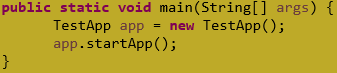 public static void main(String[] args) {
      TestApp app = new TestApp();
      app.startApp();
}